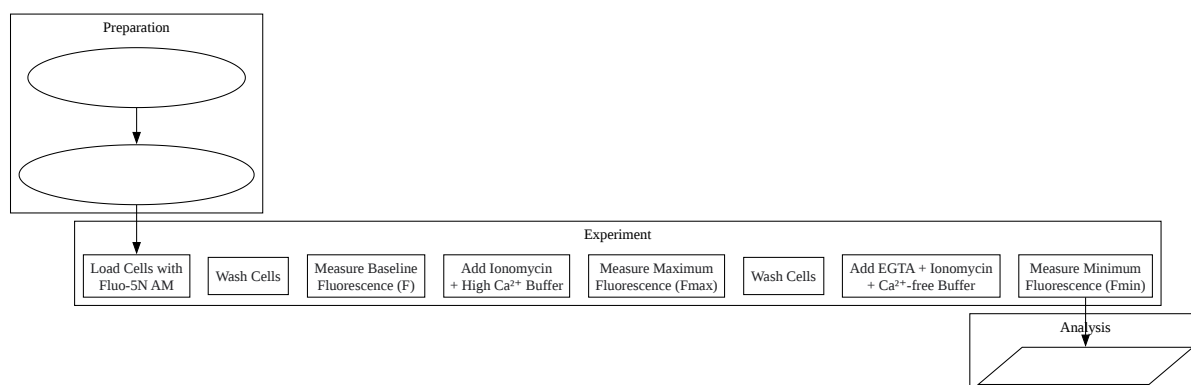 Preparation
Experiment
Load Cells with
Fluo-5N AM
Wash Cells
Measure Baseline
Fluorescence (F)
Add Ionomycin
+ High Ca²⁺ Buffer
Measure Maximum
Fluorescence (Fmax)
Wash Cells
Add EGTA + Ionomycin
+ Ca²⁺-free Buffer
Measure Minimum
Fluorescence (Fmin)
Analysis